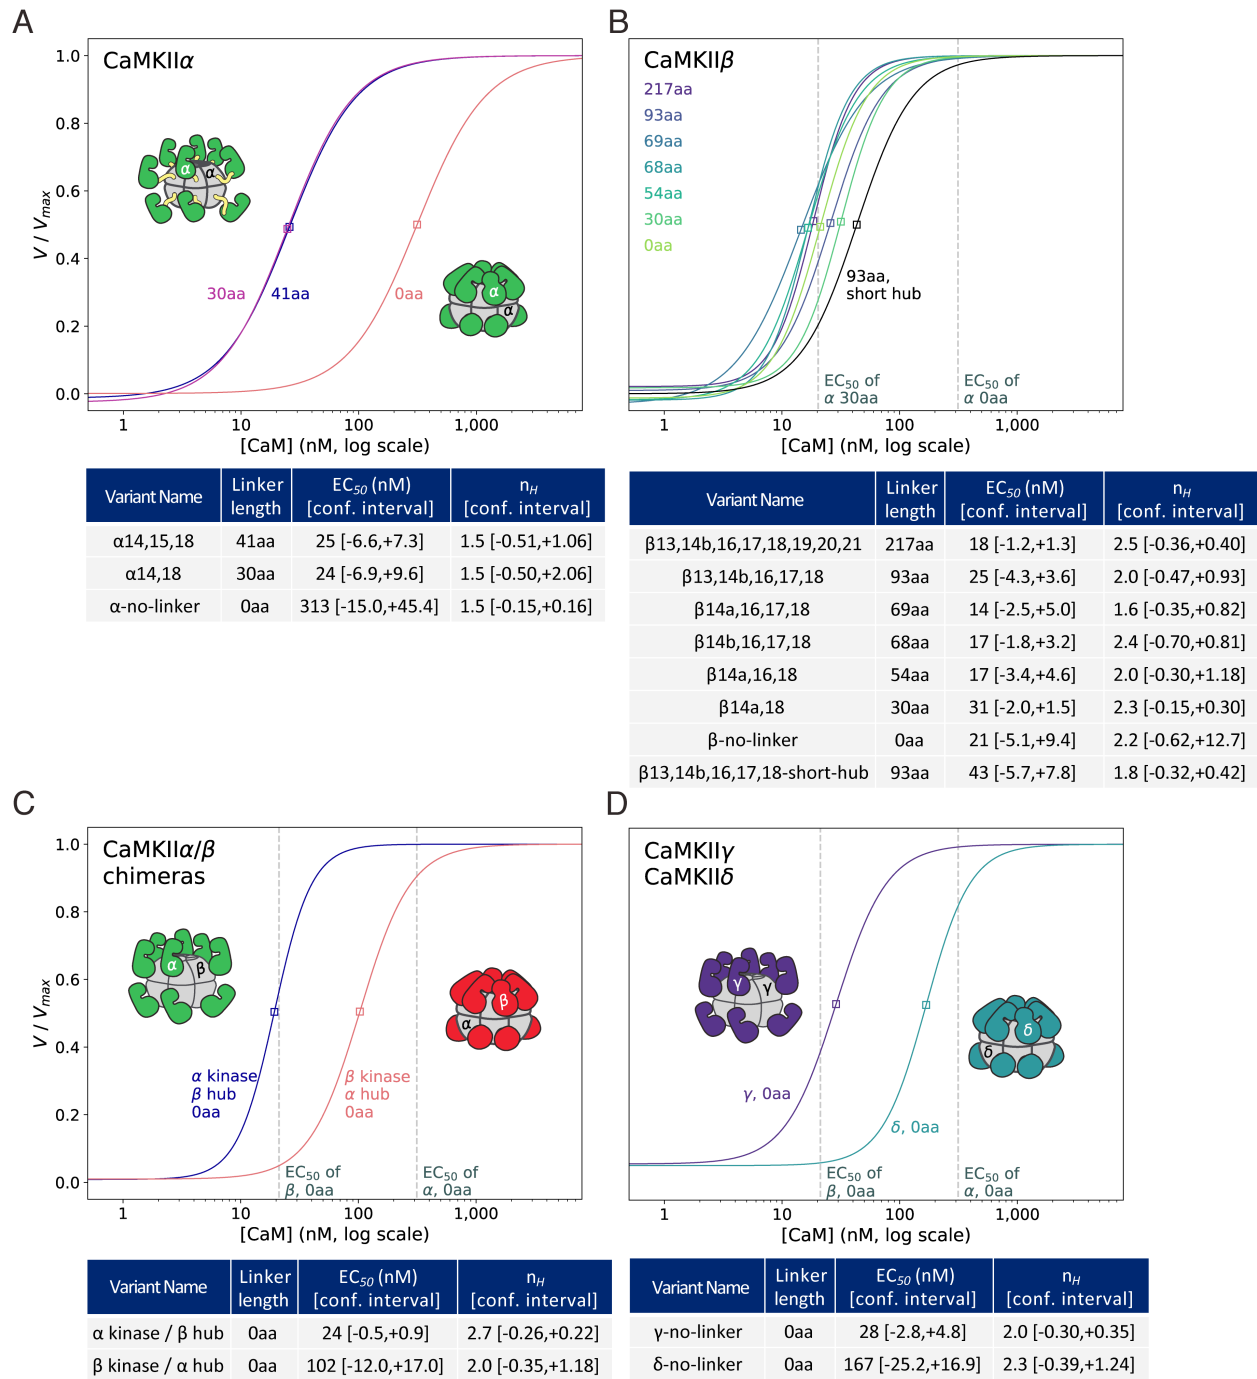 A
CaMKIIα
1.0
0.8
0.6
0.4
0.2
0.0
V / Vmax
α
α
α
α
30aa
41aa
0aa
1
10
100
1,000
[CaM] (nM, log scale)
Variant Name Linker length EC50 (nM) [conf. interval] nH [conf. interval]
α14,15,18 41aa 25 [-6.6,+7.3] 1.5 [-0.51,+1.06]
α14,18 30aa 24 [-6.9,+9.6] 1.5 [-0.50,+2.06]
α-no-linker 0aa 313 [-15.0,+45.4] 1.5 [-0.15,+0.16]
B
CaMKIIβ
217aa
93aa
69aa
68aa
54aa
30aa
0aa
93aa,
short hub
EC50 of
α 30aa
EC50 of
α 0aa
1
10
100
1,000
[CaM] (nM, log scale)
Variant Name Linker length EC50 (nM) [conf. interval] nH [conf. interval]
β13,14b,16,17,18,19,20,21 217aa 18 [-1.2,+1.3] 2.5 [-0.36,+0.40]
β13,14b,16,17,18 93aa 25 [-4.3,+3.6] 2.0 [-0.47,+0.93]
β14a,16,17,18 69aa 14 [-2.5,+5.0] 1.6 [-0.35,+0.82]
β14b,16,17,18 68aa 17 [-1.8,+3.2] 2.4 [-0.70,+0.81]
β14a,16,18 54aa 17 [-3.4,+4.6] 2.0 [-0.30,+1.18]
β14a,18 30aa 31 [-2.0,+1.5] 2.3 [-0.15,+0.30]
β-no-linker 0aa 21 [-5.1,+9.4] 2.2 [-0.62,+12.7]
β13,14b,16,17,18-short-hub 93aa 43 [-5.7,+7.8] 1.8 [-0.32,+0.42]
C
CaMKIIα/β
chimeras
1.0
0.8
0.6
0.4
0.2
0.0
V / Vmax
α
β
β
α
α kinase
β hub
0aa
β kinase
α hub
0aa
EC50 of
β, 0aa
EC50 of
α, 0aa
1
10
100
1,000
[CaM] (nM, log scale)
Variant Name Linker length EC50 (nM) [conf. interval] nH [conf. interval]
α kinase / β hub 0aa 24 [-0.5,+0.9] 2.7 [-0.26,+0.22]
β kinase / α hub 0aa 102 [-12.0,+17.0] 2.0 [-0.35,+1.18]
D
CaMKIIγ
CaMKIIδ
γ
γ
δ
δ
γ, 0aa
δ, 0aa
EC50 of
β, 0aa
EC50 of
α, 0aa
1
10
100
1,000
[CaM] (nM, log scale)
Variant Name Linker length EC50 (nM) [conf. interval] nH [conf. interval]
γ-no-linker 0aa 28 [-2.8,+4.8] 2.0 [-0.30,+0.35]
δ-no-linker 0aa 167 [-25.2,+16.9] 2.3 [-0.39,+1.24]